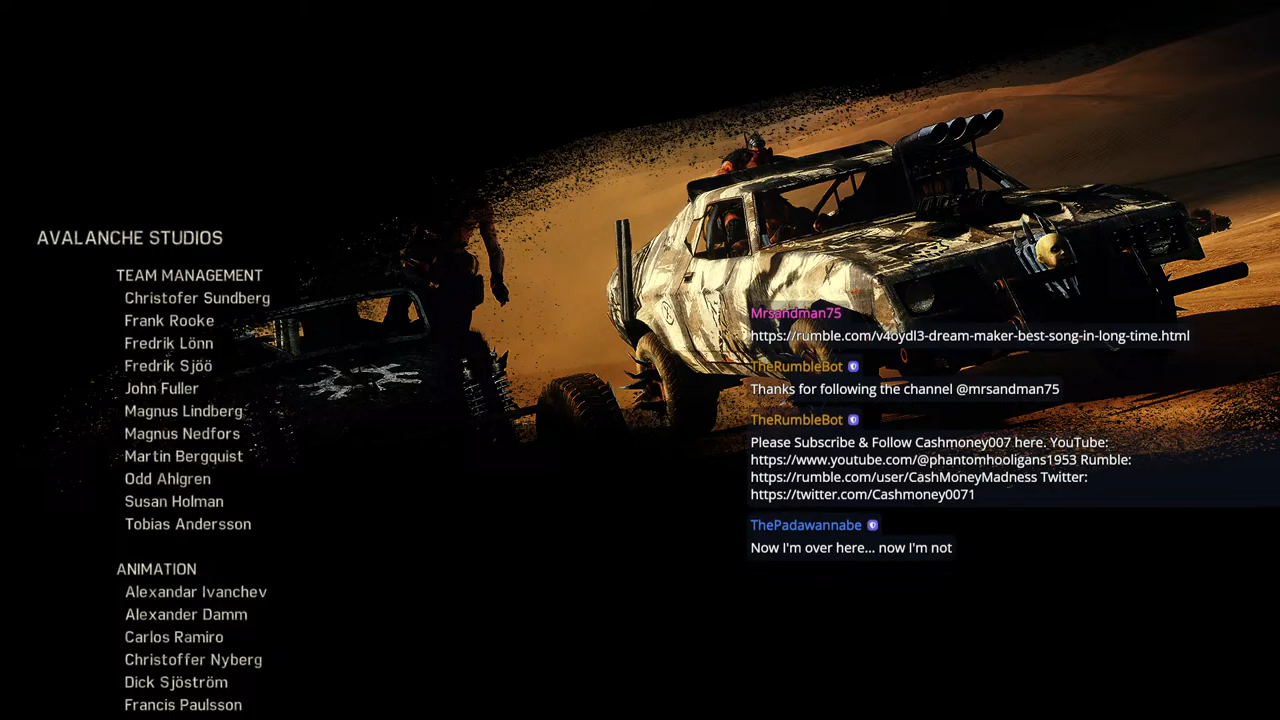 AVALANCHE STUDIOS
TEAM MANAGEMENT
Christofer Sundberg
Frank Rooke
Fredrik Lönn
Fredrik Sjöö
John Fuller
Magnus Lindberg
Magnus Nedfors
Martin Bergquist
Odd Ahlgren
Susan Holman
Tobias Andersson
ANIMATION
Alexandar Ivanchev
Alexander Damm
Carlos Ramiro
Christoffer Nyberg
Dick Sjöström
Francis Paulsson
Mrsandman75
https://rumble.com/v4oydl3-dream-maker-best-song-in-long-time.html
TheRumbleBot
Thanks for following the channel @mrsandman75
TheRumbleBot
Please Subscribe & Follow Cashmoney007 here. YouTube:
https://www.youtube.com/@phantomhooligans1953 Rumble:
https://rumble.com/user/CashMoneyMadness Twitter:
https://twitter.com/Cashmoney0071
ThePadawannabe
Now I'm over here... now I'm not